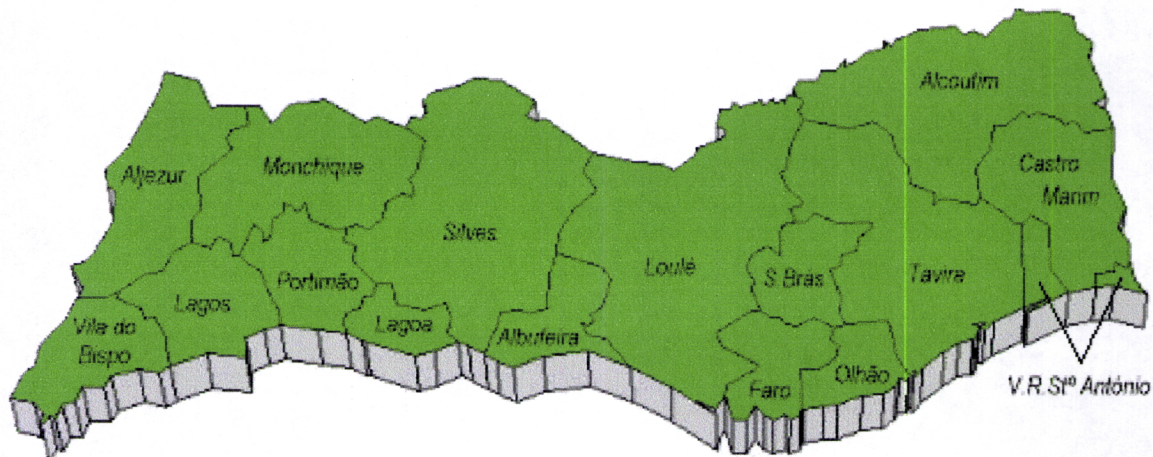 Alcoutim
Aljezur
Monchique
Castro
Marim
Silves
Loulé
S.Brás
Tavira
Portimão
Lagos
Lagoa
Albufeira
Vila do
Bispo
Faro
Olhão
V.R.Stº António